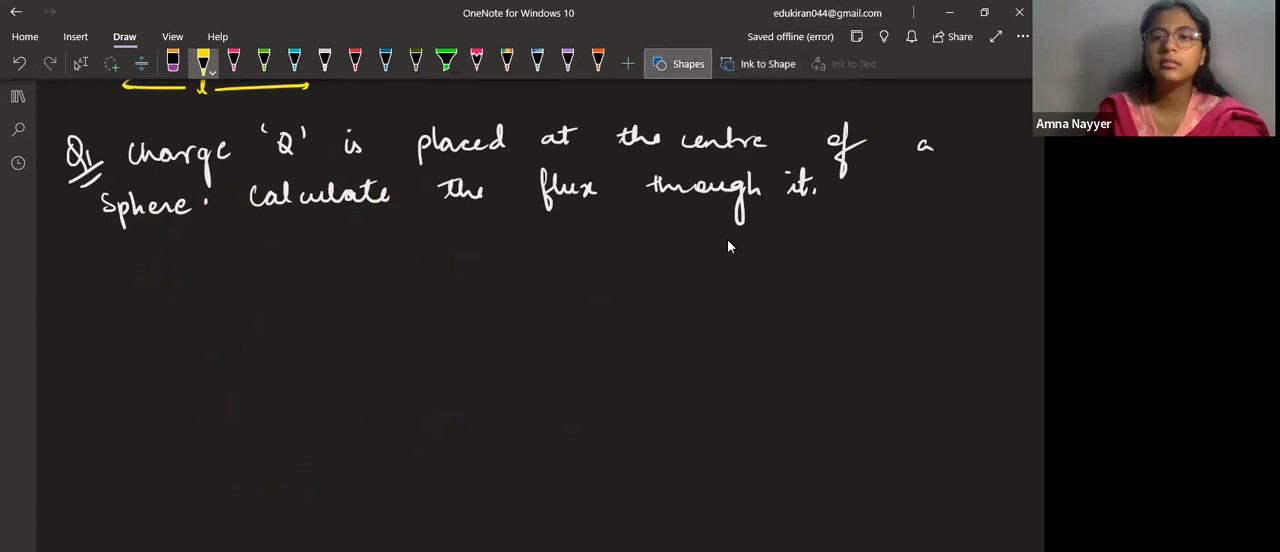 OneNote for Windows 10
edukiran044@gmail.com
Home Insert Draw View Help
Saved offline (error) Share
Shapes Ink to Shape Ink to Text
Amna Nayyer
Q1 charge 'Q' is placed at the centre of a
sphere. calculate the flux through it.